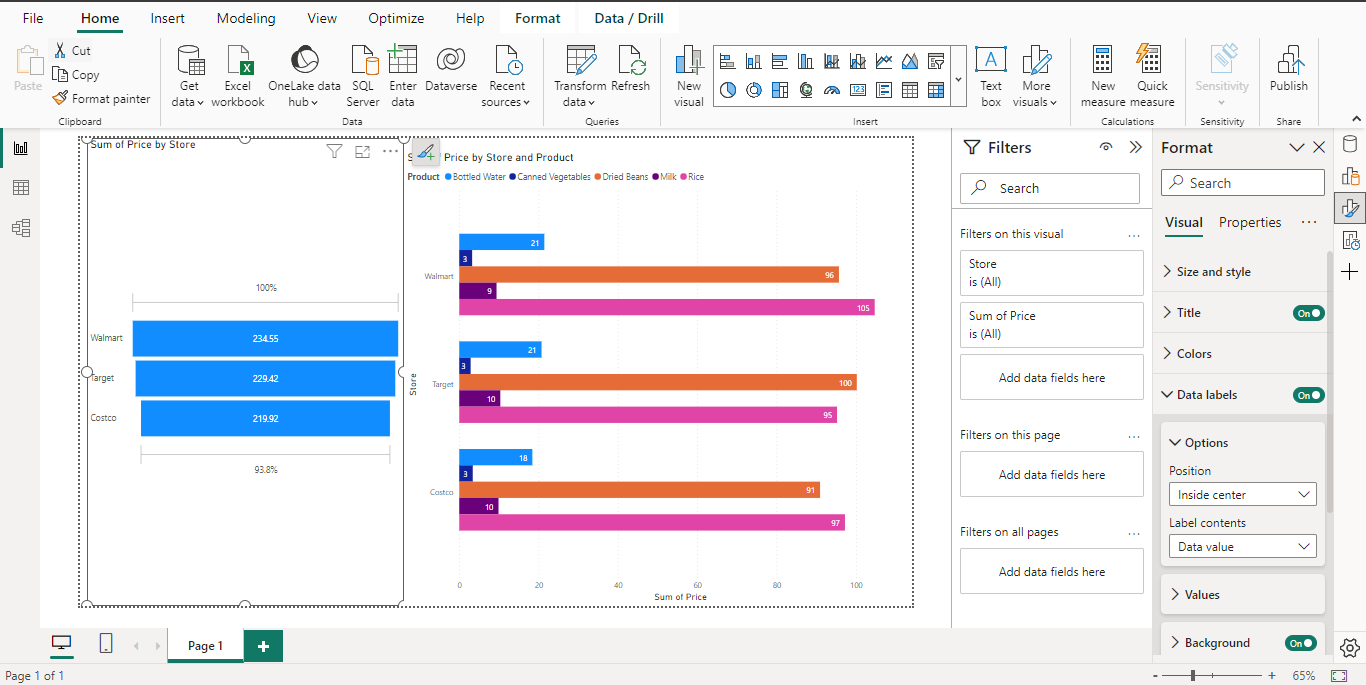 File Home Insert Modeling View Optimize Help Format Data / Drill
Paste
Cut
Copy
Format painter
Clipboard
Get data
Excel workbook
OneLake data hub
SQL Server
Enter data
Dataverse
Recent sources
Data
Transform data
Refresh
Queries
New visual
Text box
More visuals
Insert
New measure
Quick measure
Calculations
Sensitivity
Sensitivity
Publish
Share
Sum of Price by Store
100%
Walmart 234.55
Target 229.42
Costco 219.92
93.8%
S Price by Store and Product
Product Bottled Water Canned Vegetables Dried Beans Milk Rice
Store
Walmart
21
3
96
9
105
Target
21
3
100
10
95
Costco
18
3
91
10
97
0 20 40 60 80 100
Sum of Price
Filters
Search
Filters on this visual ...
Store
is (All)
Sum of Price
is (All)
Add data fields here
Filters on this page ...
Add data fields here
Filters on all pages ...
Add data fields here
Format
Search
Visual Properties ...
Size and style
Title On
Colors
Data labels On
Options
Position
Inside center
Label contents
Data value
Values
Background On
Page 1 +
Page 1 of 1
- + 65%